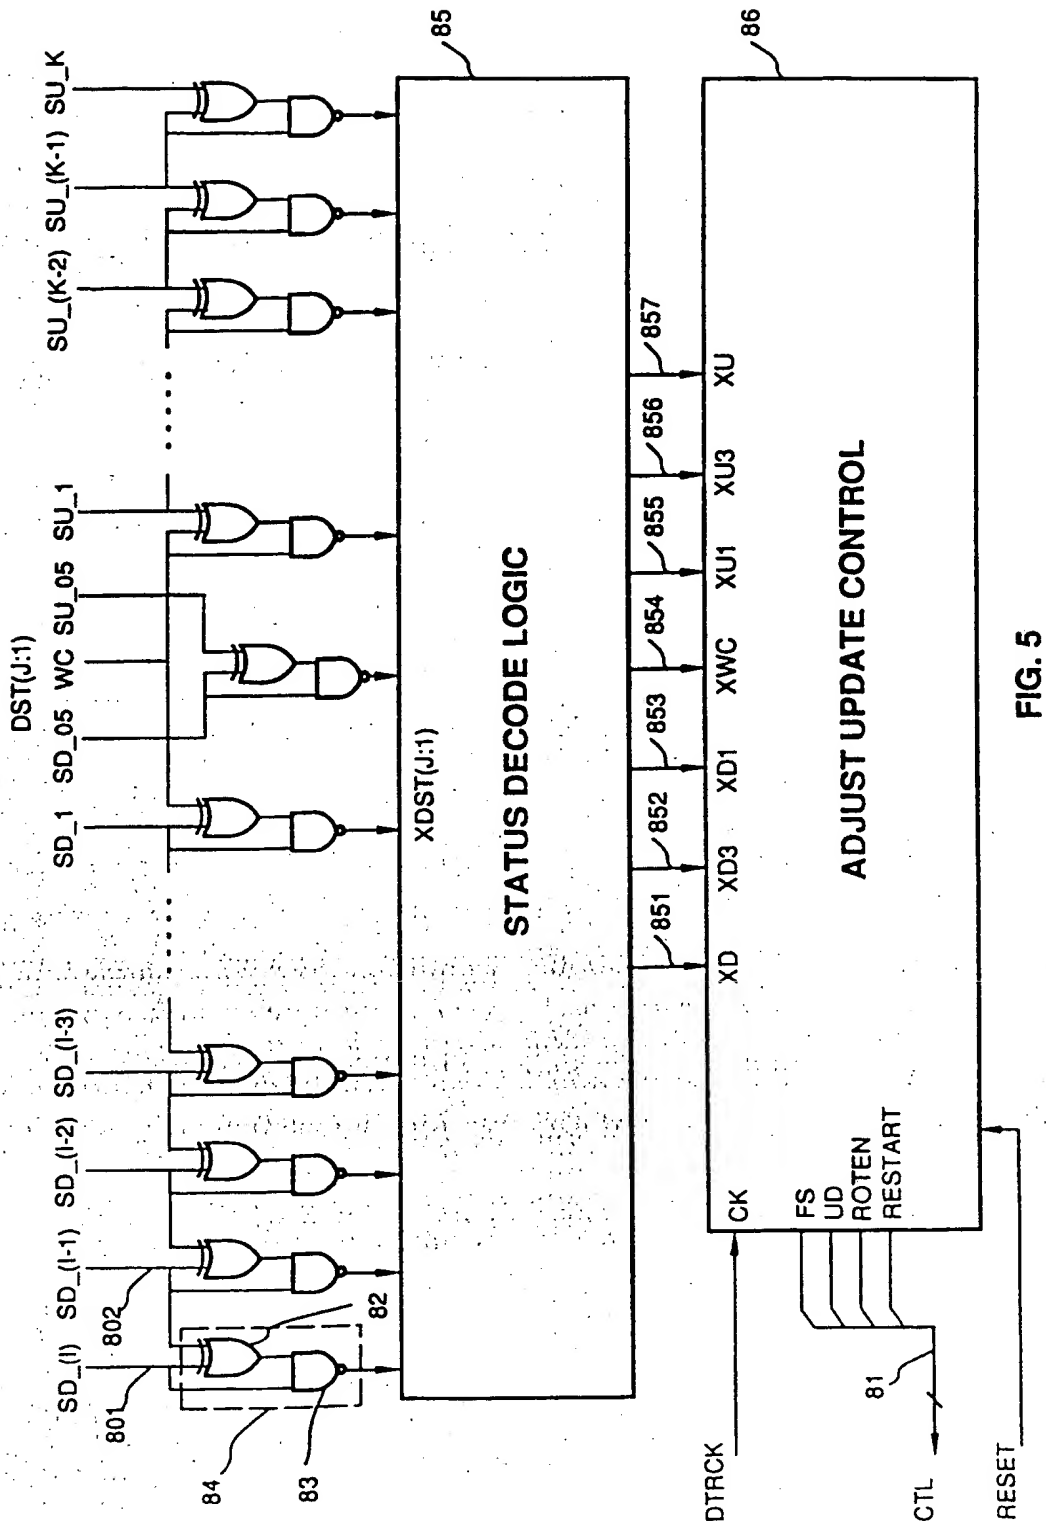 DST(J:1)
SD_(I)
SD_(I-1)
SD_(I-2)
SD_(I-3)
SD_1
SD_05
WC
SU_05
SU_1
SU_(K-2)
SU_(K-1)
SU_K
801
802
84
82
83
XDST(J:1)
STATUS DECODE LOGIC
85
851
852
853
854
855
856
857
XD
XD3
XD1
XWC
XU1
XU3
XU
86
ADJUST UPDATE CONTROL
DTRCK
CK
FS
UD
ROTEN
RESTART
81
CTL
RESET
FIG. 5